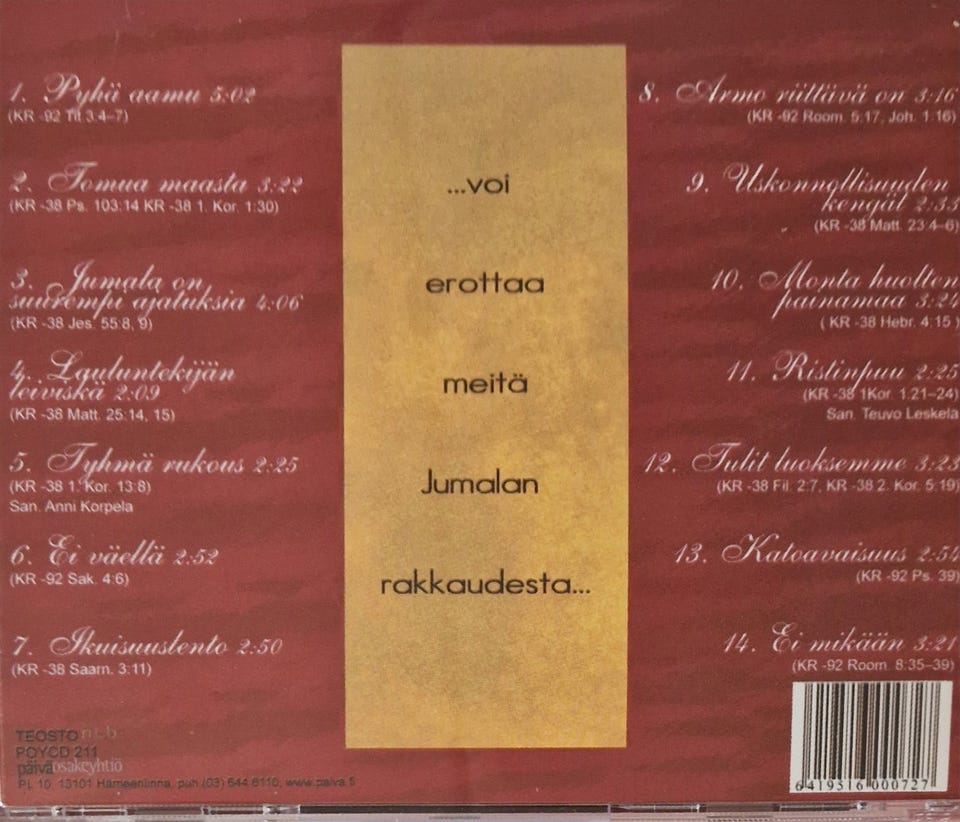 1. Pyhä aamu 5:02
(KR -92 Tit 3.4–7)
2. Tomua maasta 3:22
(KR -38 Ps. 103:14 KR -38 1. Kor. 1:30)
3. Jumala on
suurempi ajatuksia 4:06
(KR -38 Jes. 55:8, 9)
4. Lauluntekijän
leiviskä 2:09
(KR -38 Matt. 25:14, 15)
5. Tyhmä rukous 2:25
(KR -38 1. Kor. 13:8)
San. Anni Korpela
6. Ei väellä 2:52
(KR -92 Sak. 4:6)
7. Ikuisuuslento 2:50
(KR -38 Saarn. 3:11)
TEOSTO ncb
POYCD 211
päivä osakeyhtiö
PL 10, 13101 Hämeenlinna, puh (03) 644 8110, www.paiva.fi
...voi
erottaa
meitä
Jumalan
rakkaudesta...
8. Armo riittävä on 3:16
(KR -92 Room. 5:17, Joh. 1:16)
9. Uskonnollisuuden
kengät 2:33
(KR -38 Matt. 23:4–6)
10. Monta huolten
painamaa 3:24
( KR -38 Hebr. 4:15 )
11. Ristinpuu 2:25
(KR -38 1Kor. 1:21–24)
San. Teuvo Leskelä
12. Tulit luoksemme 3:23
(KR -38 Fil. 2:7, KR -38 2. Kor. 5:19)
13. Katoavaisuus 2:54
(KR -92 Ps. 39)
14. Ei mikään 3:21
(KR -92 Room. 8:35–39)
6419516000727